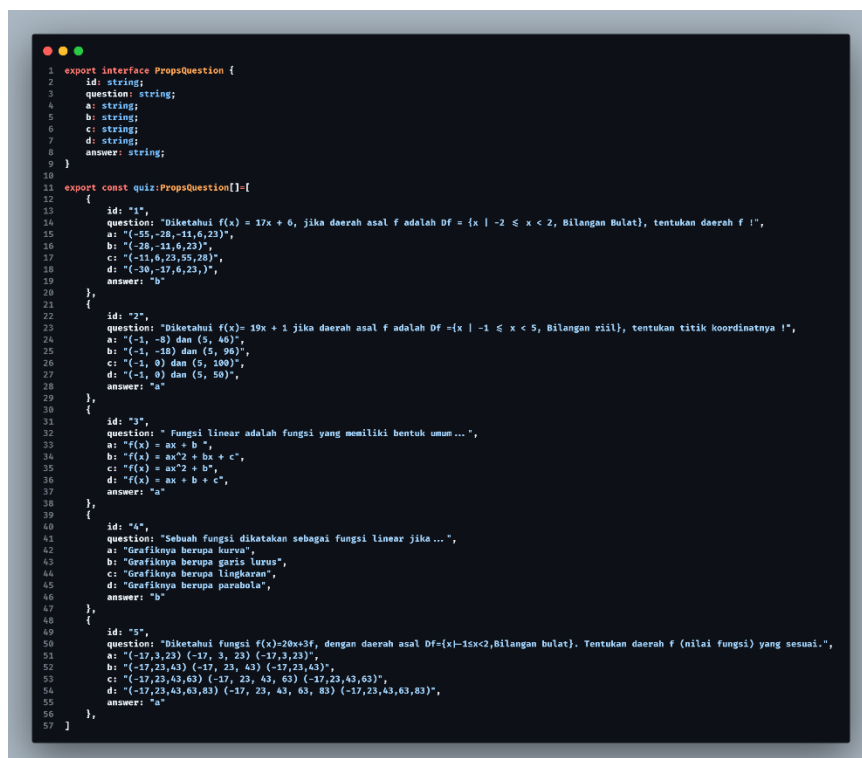 1 export interface PropsQuestion {
2 id: string;
3 question: string;
4 a: string;
5 b: string;
6 c: string;
7 d: string;
8 answer: string;
9 }
10
11 export const quiz:PropsQuestion[]=[
12 {
13 id: "1",
14 question: "Diketahui f(x) = 17x + 6, jika daerah asal f adalah Df = {x | -2 ⩽ x < 2, Bilangan Bulat}, tentukan daerah f !",
15 a: "(-55,-28,-11,6,23)",
16 b: "(-28,-11,6,23)",
17 c: "(-11,6,23,55,28)",
18 d: "(-30,-17,6,23,)",
19 answer: "b"
20 },
21 {
22 id: "2",
23 question: "Diketahui f(x)= 19x + 1 jika daerah asal f adalah Df ={x | -1 ⩽ x < 5, Bilangan riil}, tentukan titik koordinatnya !",
24 a: "(-1, -8) dan (5, 46)",
25 b: "(-1, -18) dan (5, 96)",
26 c: "(-1, 0) dan (5, 100)",
27 d: "(-1, 0) dan (5, 50)",
28 answer: "a"
29 },
30 {
31 id: "3",
32 question: " Fungsi linear adalah fungsi yang memiliki bentuk umum...",
33 a: "f(x) = ax + b ",
34 b: "f(x) = ax^2 + bx + c",
35 c: "f(x) = ax^2 + b",
36 d: "f(x) = ax + b + c",
37 answer: "a"
38 },
39 {
40 id: "4",
41 question: "Sebuah fungsi dikatakan sebagai fungsi linear jika...",
42 a: "Grafiknya berupa kurva",
43 b: "Grafiknya berupa garis lurus",
44 c: "Grafiknya berupa lingkaran",
45 d: "Grafiknya berupa parabola",
46 answer: "b"
47 },
48 {
49 id: "5",
50 question: "Diketahui fungsi f(x)=20x+3f, dengan daerah asal Df={x|−1≤x<2,Bilangan bulat}. Tentukan daerah f (nilai fungsi) yang sesuai.",
51 a: "(-17,3,23) (-17, 3, 23) (-17,3,23)",
52 b: "(-17,23,43) (-17, 23, 43) (-17,23,43)",
53 c: "(-17,23,43,63) (-17, 23, 43, 63) (-17,23,43,63)",
54 d: "(-17,23,43,63,83) (-17, 23, 43, 63, 83) (-17,23,43,63,83)",
55 answer: "a"
56 },
57 ]